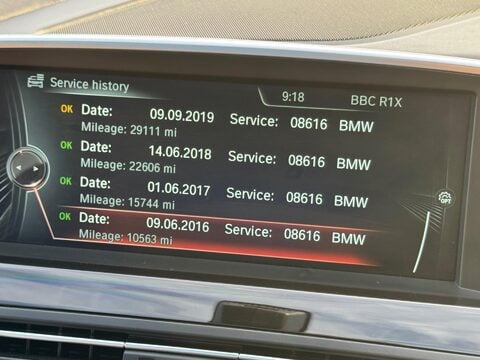 Service history
9:18 BBC R1X
OK Date: 09.09.2019 Service: 08616 BMW
Mileage: 29111 mi
OK Date: 14.06.2018 Service: 08616 BMW
Mileage: 22606 mi
OK Date: 01.06.2017 Service: 08616 BMW
Mileage: 15744 mi
OK Date: 09.06.2016 Service: 08616 BMW
Mileage: 10563 mi
OPT